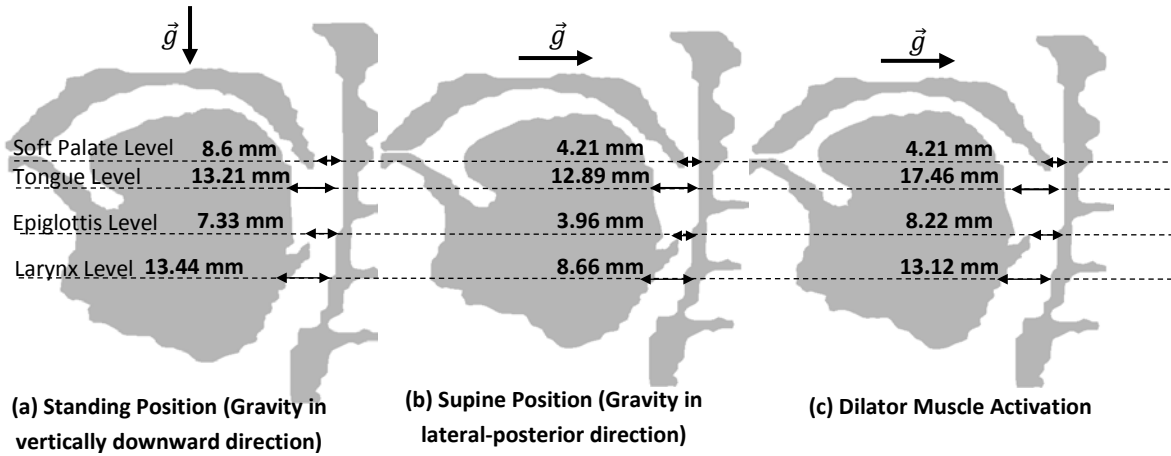 g⃗ g⃗ g⃗
Soft Palate Level 8.6 mm 4.21 mm 4.21 mm
Tongue Level 13.21 mm 12.89 mm 17.46 mm
Epiglottis Level 7.33 mm 3.96 mm 8.22 mm
Larynx Level 13.44 mm 8.66 mm 13.12 mm
(a) Standing Position (Gravity in
vertically downward direction)
(b) Supine Position (Gravity in
lateral-posterior direction)
(c) Dilator Muscle Activation